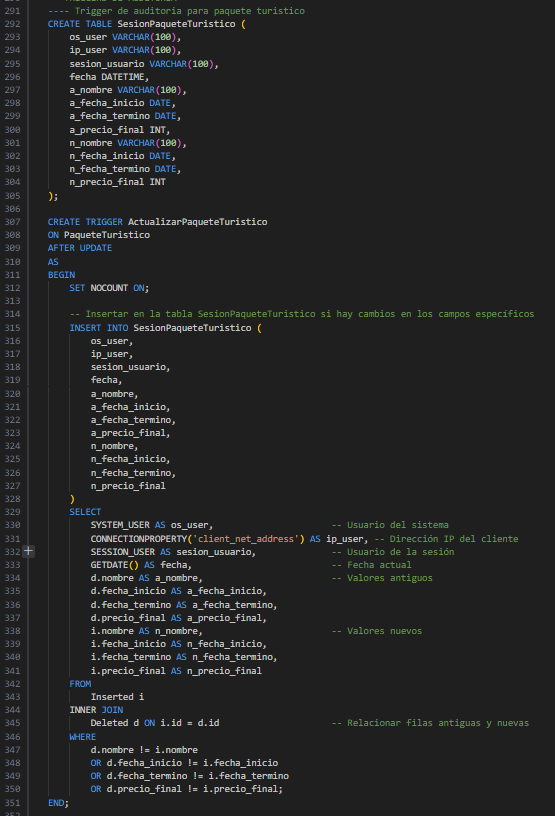 291 ---- Trigger de auditoria para paquete turistico
292 CREATE TABLE SesionPaqueteTuristico (
293 os_user VARCHAR(100),
294 ip_user VARCHAR(100),
295 sesion_usuario VARCHAR(100),
296 fecha DATETIME,
297 a_nombre VARCHAR(100),
298 a_fecha_inicio DATE,
299 a_fecha_termino DATE,
300 a_precio_final INT,
301 n_nombre VARCHAR(100),
302 n_fecha_inicio DATE,
303 n_fecha_termino DATE,
304 n_precio_final INT
305 );
306
307 CREATE TRIGGER ActualizarPaqueteTuristico
308 ON PaqueteTuristico
309 AFTER UPDATE
310 AS
311 BEGIN
312 SET NOCOUNT ON;
313
314 -- Insertar en la tabla SesionPaqueteTuristico si hay cambios en los campos específicos
315 INSERT INTO SesionPaqueteTuristico (
316 os_user,
317 ip_user,
318 sesion_usuario,
319 fecha,
320 a_nombre,
321 a_fecha_inicio,
322 a_fecha_termino,
323 a_precio_final,
324 n_nombre,
325 n_fecha_inicio,
326 n_fecha_termino,
327 n_precio_final
328 )
329 SELECT
330 SYSTEM_USER AS os_user, -- Usuario del sistema
331 CONNECTIONPROPERTY('client_net_address') AS ip_user, -- Dirección IP del cliente
332 SESSION_USER AS sesion_usuario, -- Usuario de la sesión
333 GETDATE() AS fecha, -- Fecha actual
334 d.nombre AS a_nombre, -- Valores antiguos
335 d.fecha_inicio AS a_fecha_inicio,
336 d.fecha_termino AS a_fecha_termino,
337 d.precio_final AS a_precio_final,
338 i.nombre AS n_nombre, -- Valores nuevos
339 i.fecha_inicio AS n_fecha_inicio,
340 i.fecha_termino AS n_fecha_termino,
341 i.precio_final AS n_precio_final
342 FROM
343 Inserted i
344 INNER JOIN
345 Deleted d ON i.id = d.id -- Relacionar filas antiguas y nuevas
346 WHERE
347 d.nombre != i.nombre
348 OR d.fecha_inicio != i.fecha_inicio
349 OR d.fecha_termino != i.fecha_termino
350 OR d.precio_final != i.precio_final;
351 END;